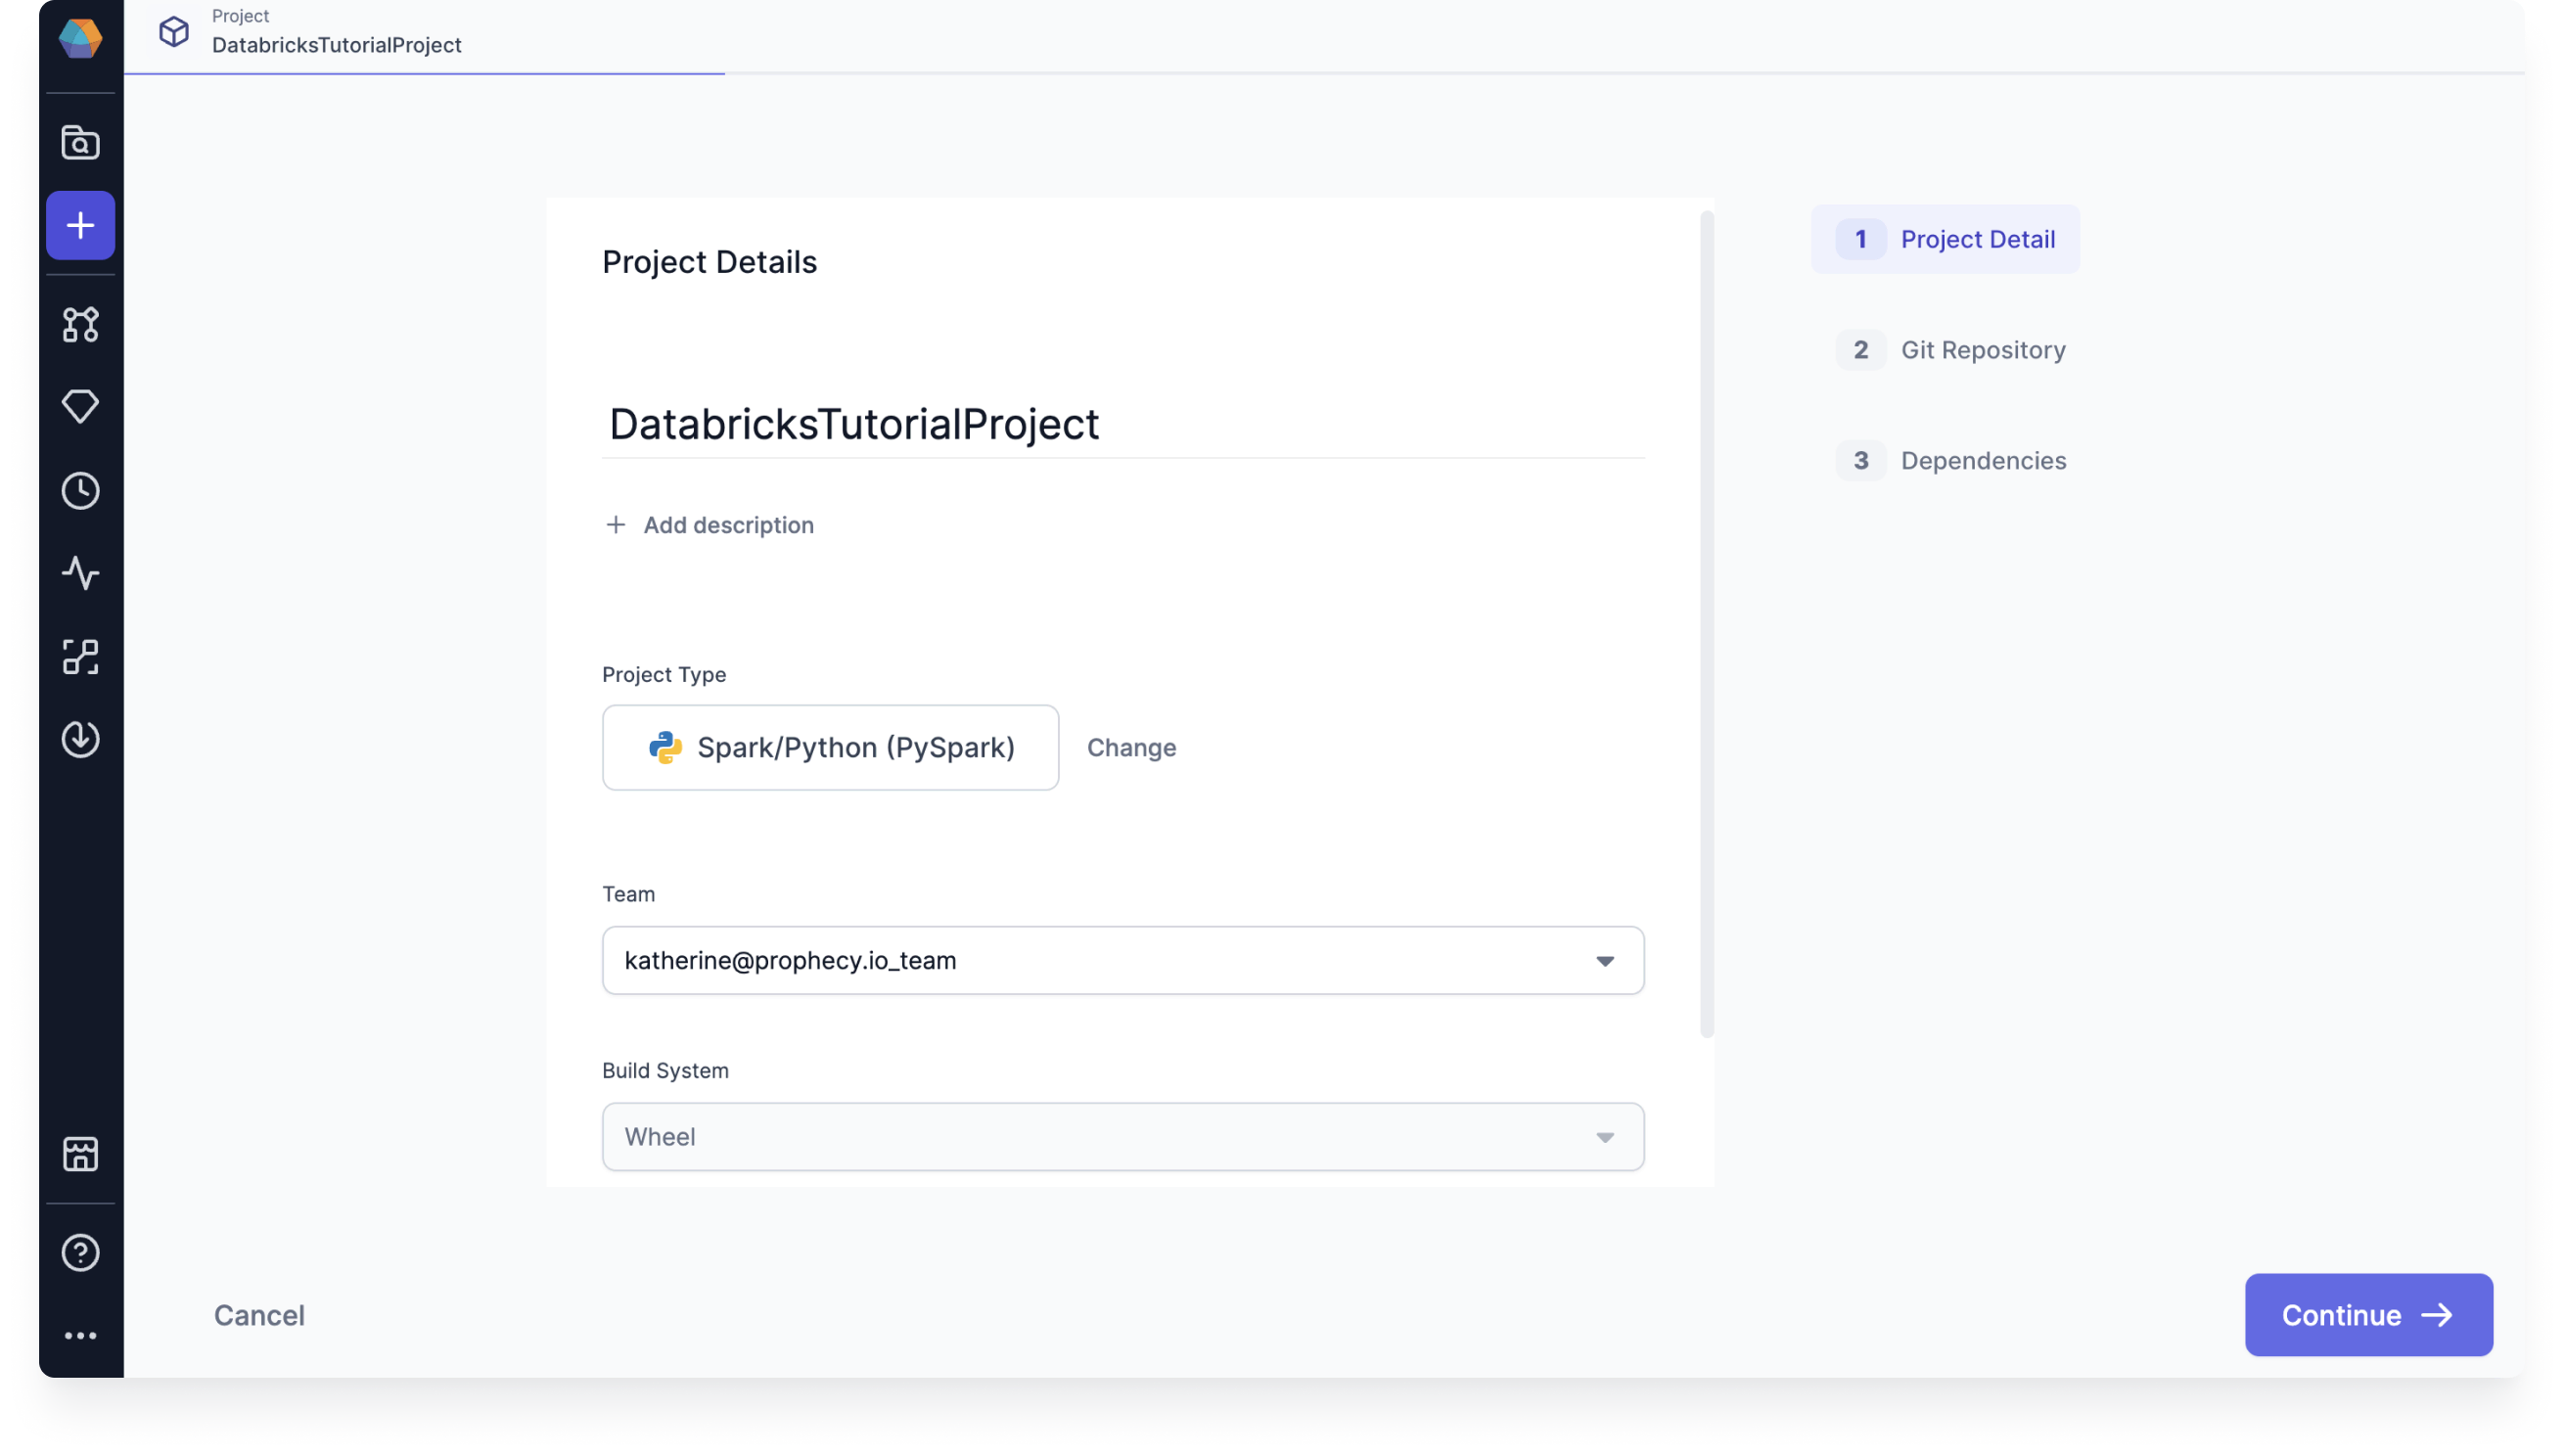 Project
DatabricksTutorialProject
Project Details
DatabricksTutorialProject
Add description
Project Type
Spark/Python (PySpark)
Change
Team
katherine@prophecy.io_team
Build System
Wheel
1 Project Detail
2 Git Repository
3 Dependencies
Cancel
Continue